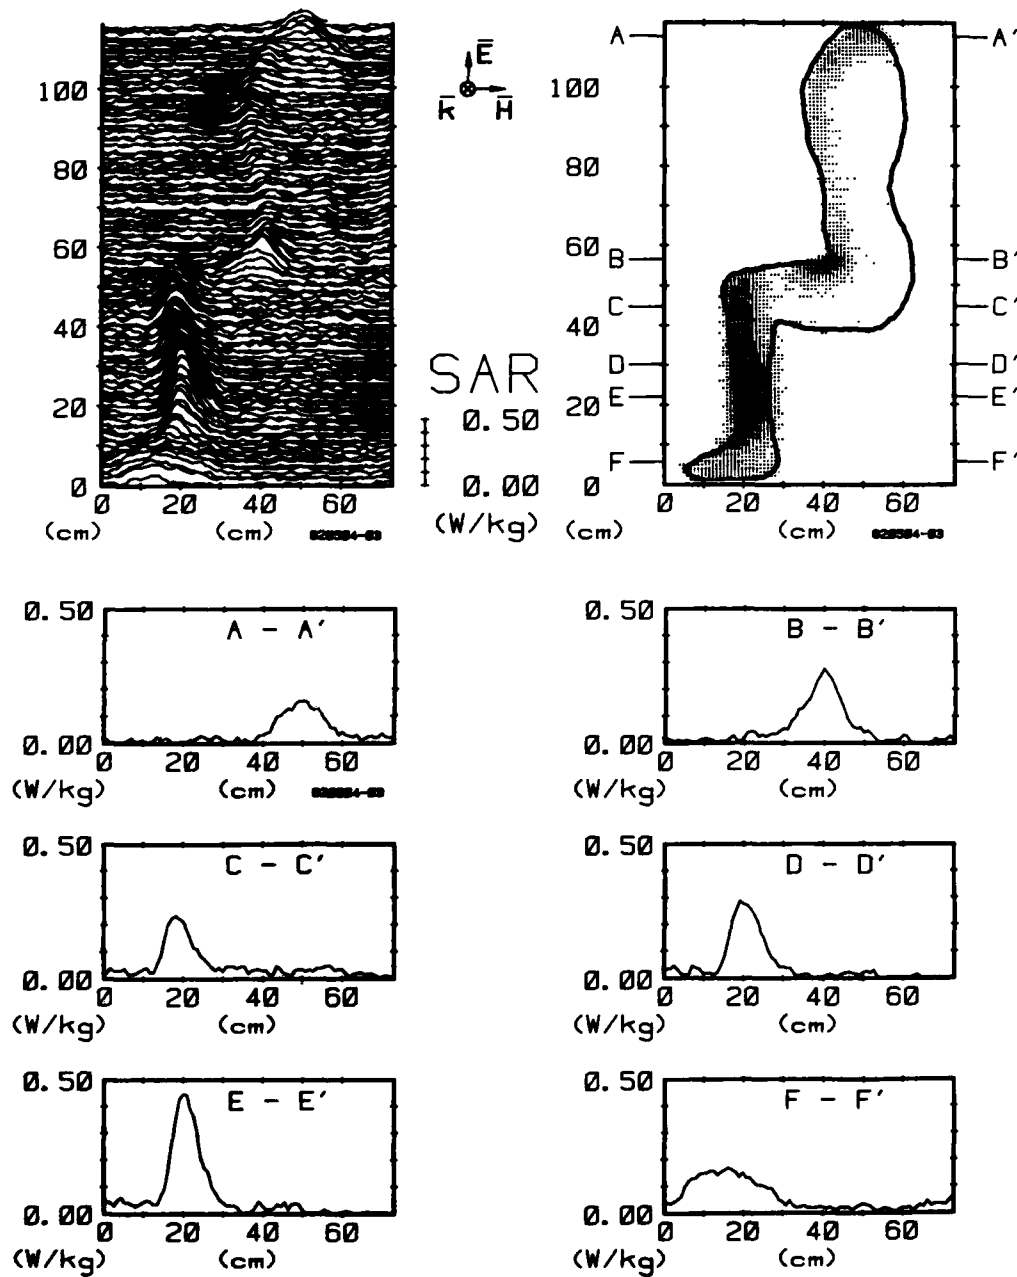 100
80
60
40
20
0
0 20 40 60
(cm) (cm)
E
k H
SAR
0.50
0.00
(W/kg)
A A'
100
80
60
B B'
C C'
40
D D'
20
E E'
F F'
0
0 20 40 60
(cm) (cm)
0.50
A - A'
0.00
0 20 40 60
(W/kg) (cm)
0.50
B - B'
0.00
0 20 40 60
(W/kg) (cm)
0.50
C - C'
0.00
0 20 40 60
(W/kg) (cm)
0.50
D - D'
0.00
0 20 40 60
(W/kg) (cm)
0.50
E - E'
0.00
0 20 40 60
(W/kg) (cm)
0.50
F - F'
0.00
0 20 40 60
(W/kg) (cm)